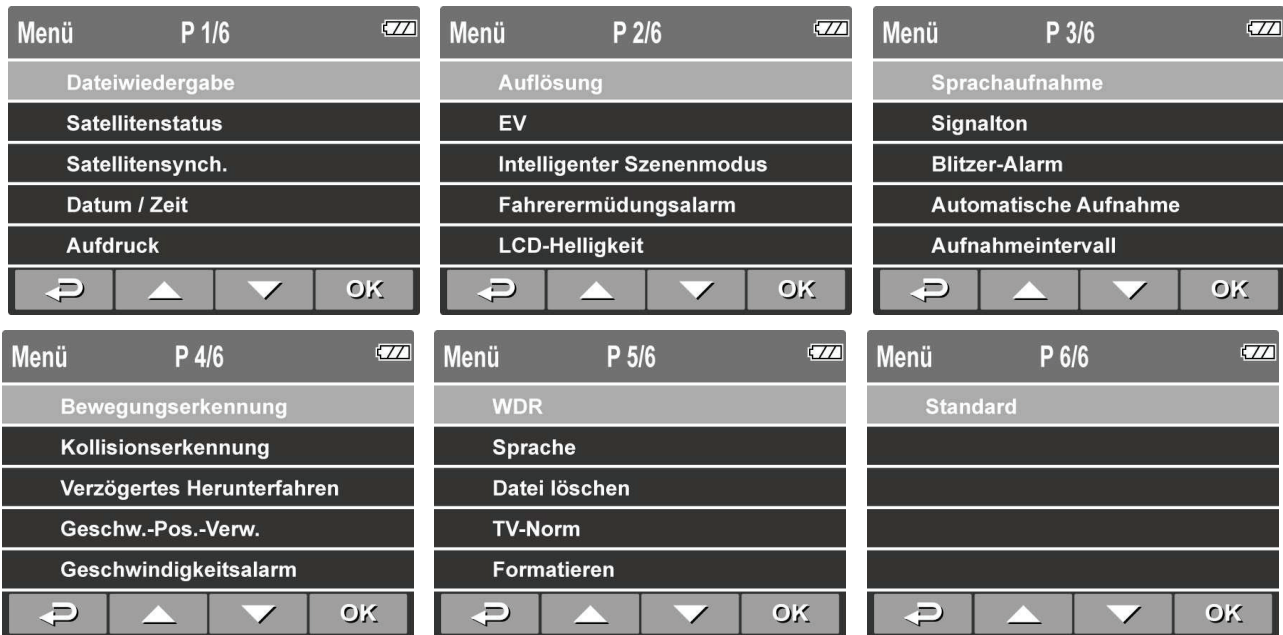 Menü P 1/6
Dateiwiedergabe
Satellitenstatus
Satellitensynch.
Datum / Zeit
Aufdruck
OK
Menü P 2/6
Auflösung
EV
Intelligenter Szenenmodus
Fahrerermüdungsalarm
LCD-Helligkeit
OK
Menü P 3/6
Sprachaufnahme
Signalton
Blitzer-Alarm
Automatische Aufnahme
Aufnahmeintervall
OK
Menü P 4/6
Bewegungserkennung
Kollisionserkennung
Verzögertes Herunterfahren
Geschw.-Pos.-Verw.
Geschwindigkeitsalarm
OK
Menü P 5/6
WDR
Sprache
Datei löschen
TV-Norm
Formatieren
OK
Menü P 6/6
Standard
OK